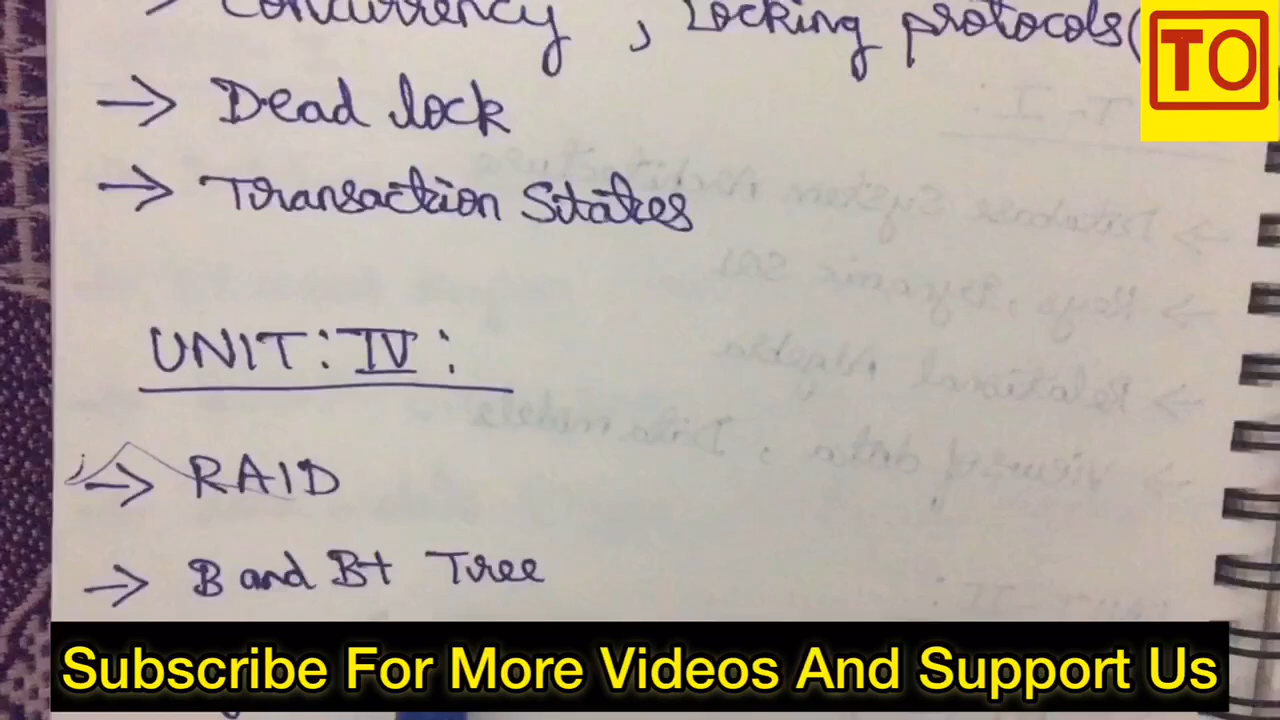 → Concurrency, Locking protocols(
TO
→ Dead lock
→ Transaction States
UNIT: IV:
→ RAID
→ B and B+ Tree
Subscribe For More Videos And Support Us